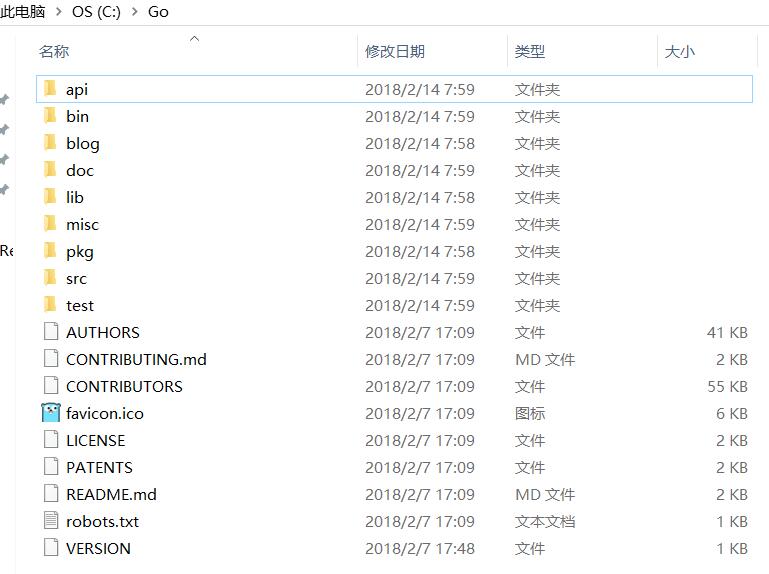 此电脑 > OS (C:) > Go
名称 修改日期 类型 大小
api 2018/2/14 7:59 文件夹
bin 2018/2/14 7:59 文件夹
blog 2018/2/14 7:58 文件夹
doc 2018/2/14 7:59 文件夹
lib 2018/2/14 7:58 文件夹
misc 2018/2/14 7:59 文件夹
Re
pkg 2018/2/14 7:58 文件夹
src 2018/2/14 7:59 文件夹
test 2018/2/14 7:59 文件夹
AUTHORS 2018/2/7 17:09 文件 41 KB
CONTRIBUTING.md 2018/2/7 17:09 MD 文件 2 KB
CONTRIBUTORS 2018/2/7 17:09 文件 55 KB
favicon.ico 2018/2/7 17:09 图标 6 KB
LICENSE 2018/2/7 17:09 文件 2 KB
PATENTS 2018/2/7 17:09 文件 2 KB
README.md 2018/2/7 17:09 MD 文件 2 KB
robots.txt 2018/2/7 17:09 文本文档 1 KB
VERSION 2018/2/7 17:48 文件 1 KB